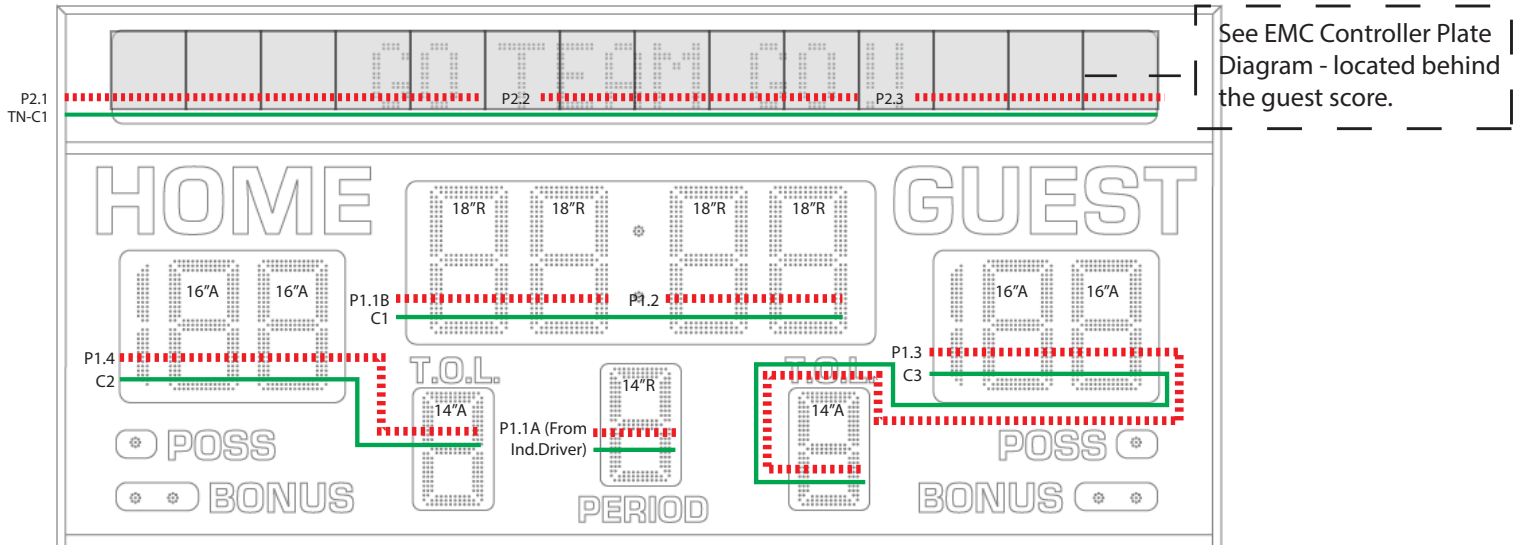 GO TEAM GO !!
See EMC Controller Plate
Diagram - located behind
the guest score.
P2.1
P2.2
P2.3
TN-C1
HOME
GUEST
18”R
18”R
18”R
18”R
16”A
16”A
16”A
16”A
P1.1B
P1.2
C1
P1.4
C2
P1.3
C3
T.O.L.
T.O.L.
14”R
14”A
14”A
P1.1A (From
Ind.Driver)
POSS
POSS
BONUS
BONUS
PERIOD